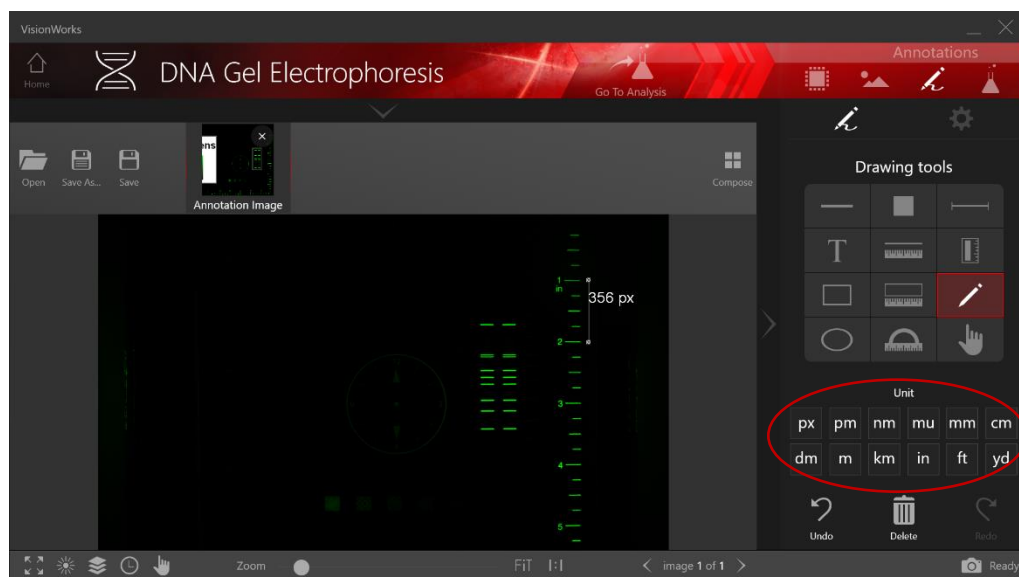 VisionWorks
Home
DNA Gel Electrophoresis
Go To Analysis
Annotations
Open
Save As...
Save
ens
Annotation Image
Compose
Drawing tools
T
1
in
356 px
2
3
4
5
Unit
px pm nm mu mm cm
dm m km in ft yd
Undo
Delete
Redo
Zoom
FiT
1:1
image 1 of 1
Ready